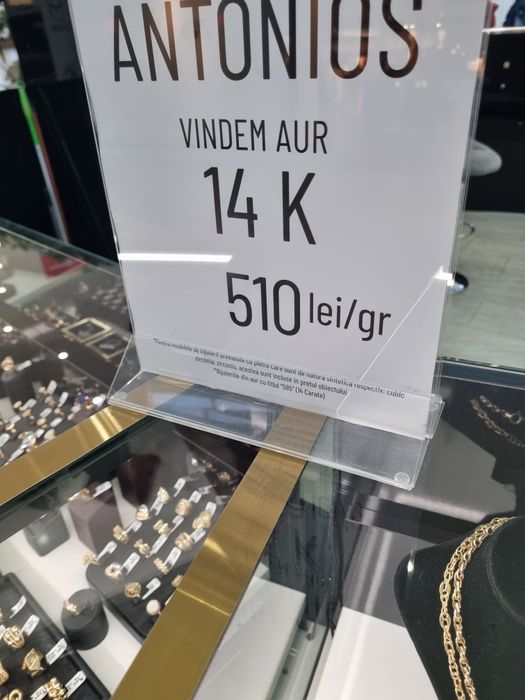 ANTONIOS
VINDEM AUR
14 K
510 lei/gr
*Pentru modelele de bijuterii prevazute cu pietre care sunt de natura sintetica respectiv: cubic
zirconia, zirconiu, acestea sunt incluse in pretul obiectului
*Bijuteriile din aur cu titlul "585" (14 Carate)